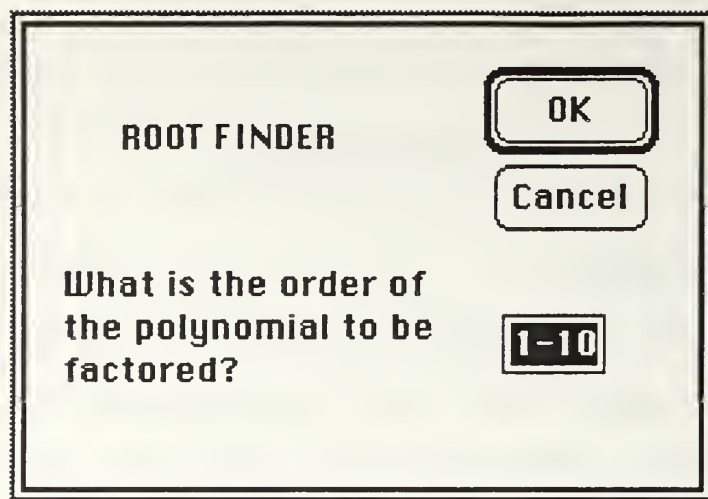 ROOT FINDER
OK
Cancel
What is the order of
the polynomial to be
factored?
1-10